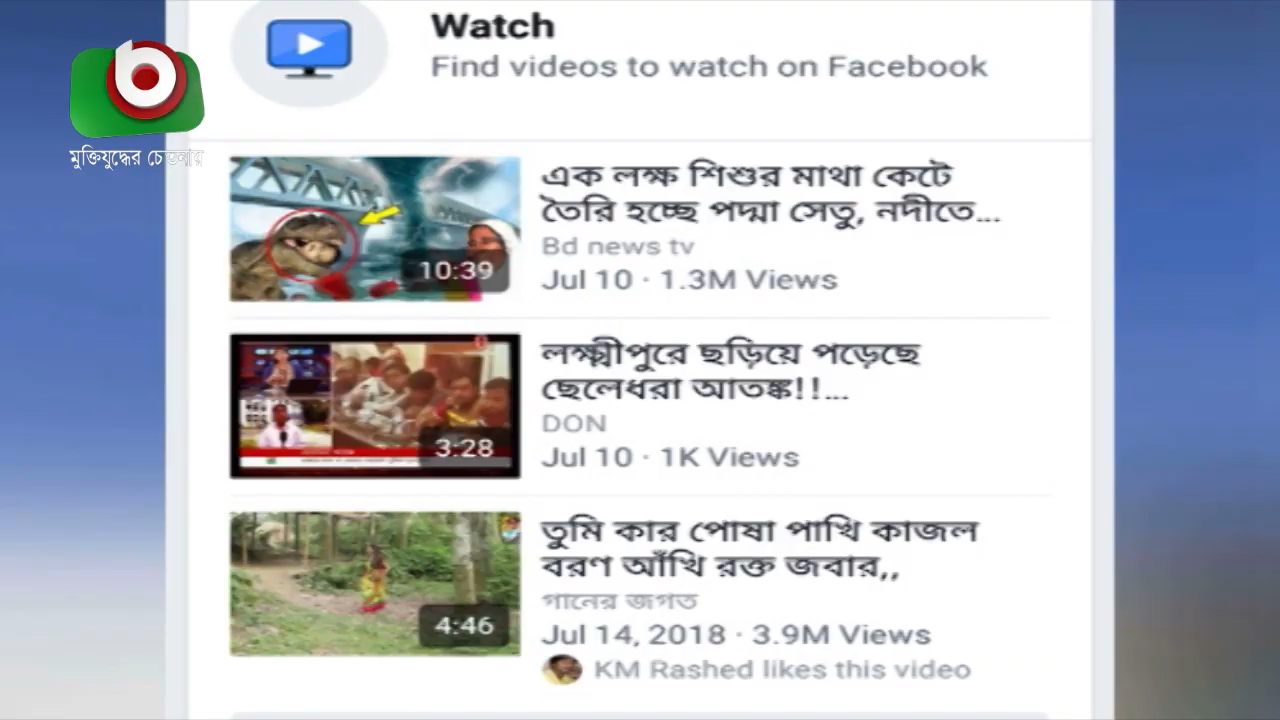 Watch
Find videos to watch on Facebook
মুক্তিযুদ্ধের চেতনায়
এক লক্ষ শিশুর মাথা কেটে
তৈরি হচ্ছে পদ্মা সেতু, নদীতে...
Bd news tv
Jul 10 · 1.3M Views
10:39
লক্ষ্মীপুরে ছড়িয়ে পড়েছে
ছেলেধরা আতঙ্ক!!...
DON
Jul 10 · 1K Views
3:28
তুমি কার পোষা পাখি কাজল
বরণ আঁখি রক্ত জবার,,
গানের জগত
Jul 14, 2018 · 3.9M Views
4:46
KM Rashed likes this video